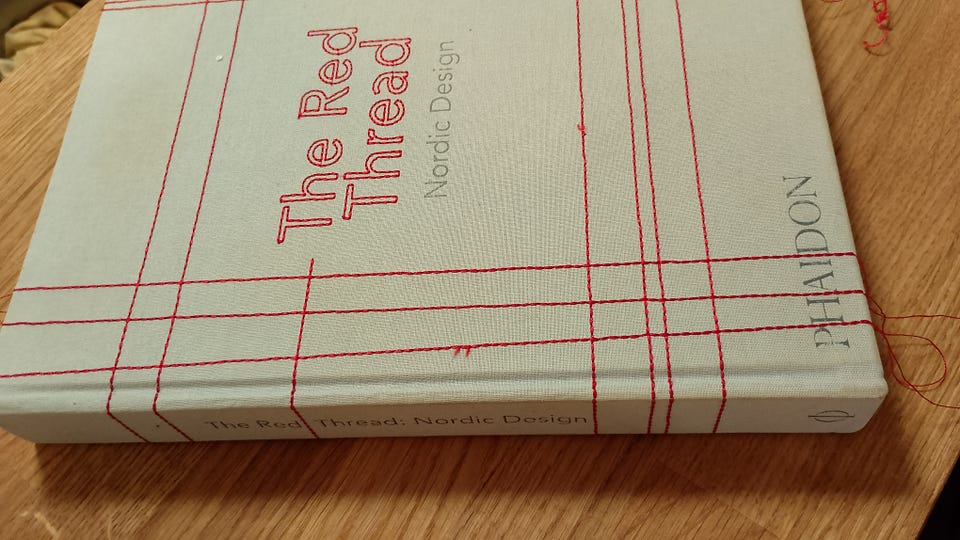 The Red
Thread
Nordic Design
PHAIDON
The Red Thread: Nordic Design